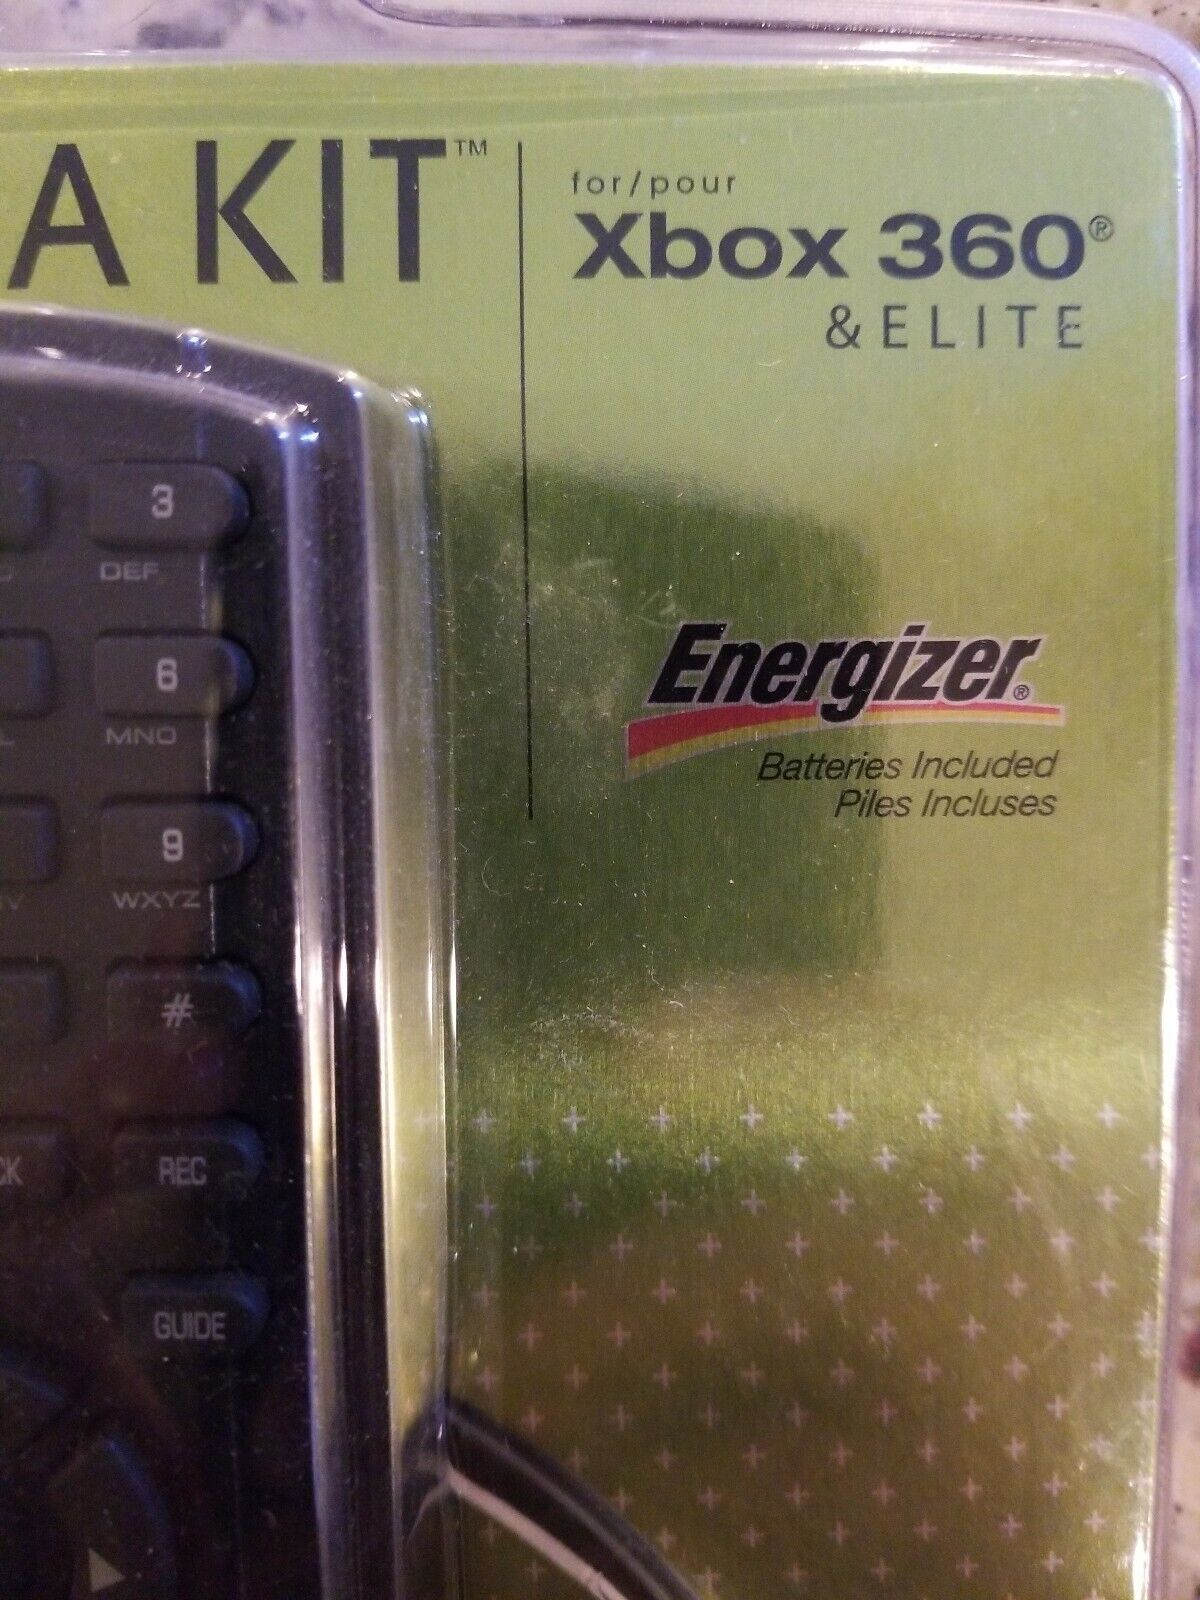 A KIT™
for/pour
Xbox 360®
& ELITE
3
DEF
6
MNO
9
WXYZ
#
REC
GUIDE
Energizer®
Batteries Included
Piles Incluses